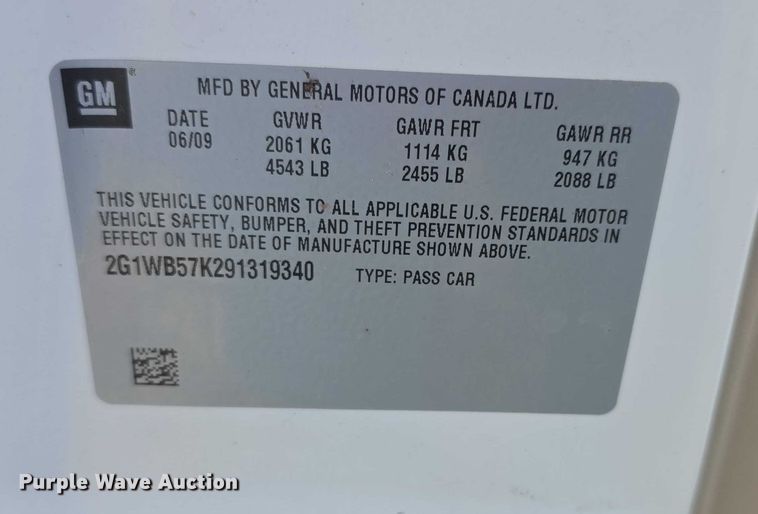 GM ®
MFD BY GENERAL MOTORS OF CANADA LTD.
DATE GVWR GAWR FRT GAWR RR
06/09 2061 KG 1114 KG 947 KG
4543 LB 2455 LB 2088 LB
THIS VEHICLE CONFORMS TO ALL APPLICABLE U.S. FEDERAL MOTOR
VEHICLE SAFETY, BUMPER, AND THEFT PREVENTION STANDARDS IN
EFFECT ON THE DATE OF MANUFACTURE SHOWN ABOVE.
2G1WB57K291319340 TYPE: PASS CAR
Purple Wave Auction